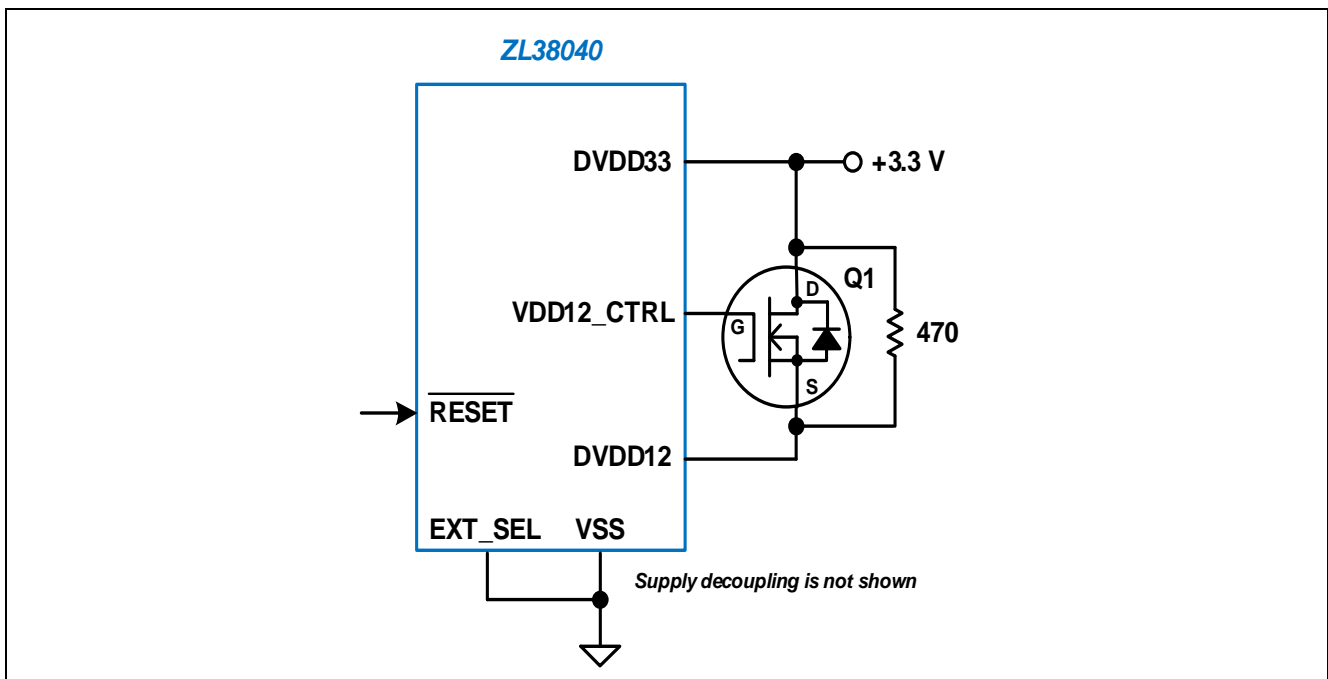 ZL38040
DVDD33
+3.3 V
Q1
D
VDD12_CTRL
G
470
S
RESET
DVDD12
EXT_SEL
VSS
Supply decoupling is not shown